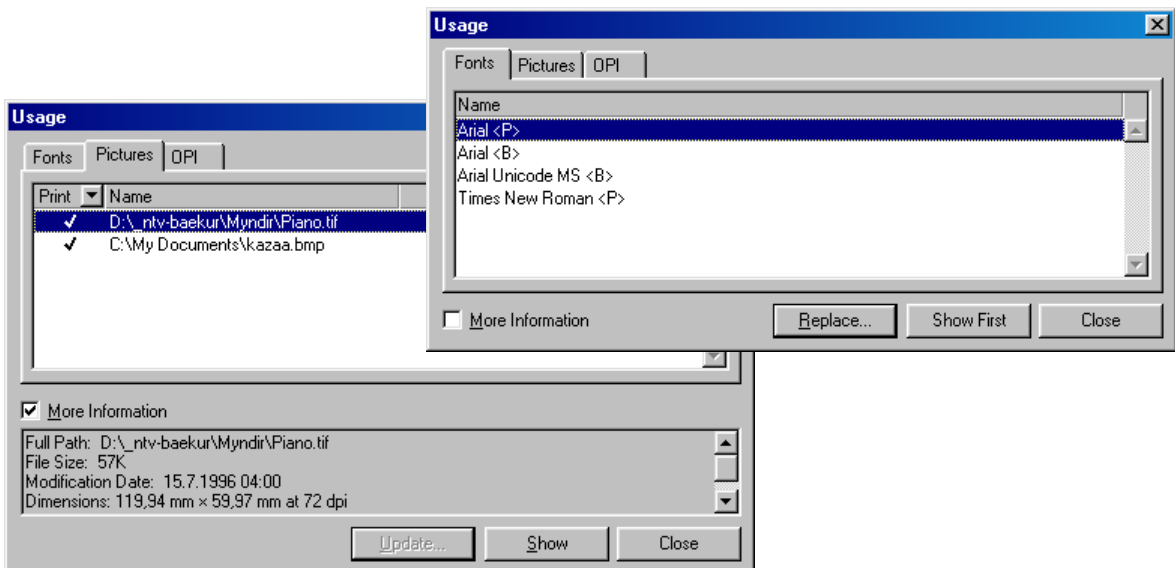 Usage
Fonts Pictures OPI
Name
Arial <P>
Arial <B>
Arial Unicode MS <B>
Times New Roman <P>
More Information Replace... Show First Close
Usage
Fonts Pictures OPI
Print Name
D:\_ntv-baekur\Myndir\Piano.tif
C:\My Documents\kazaa.bmp
More Information
Full Path: D:\_ntv-baekur\Myndir\Piano.tif
File Size: 57K
Modification Date: 15.7.1996 04:00
Dimensions: 119,94 mm × 59,97 mm at 72 dpi
Update... Show Close